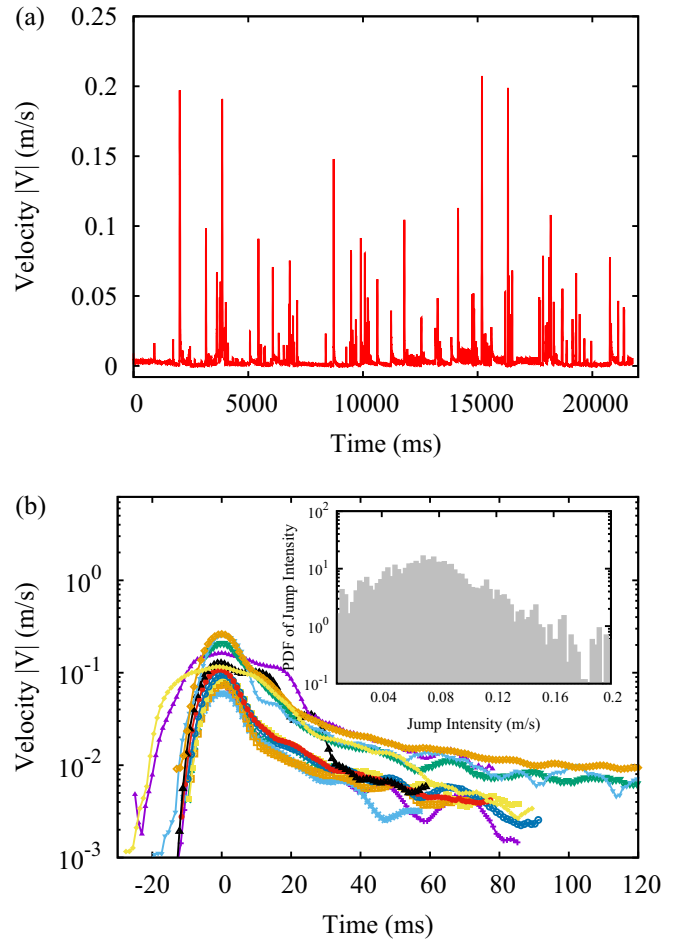 (a)
0.25
0.2
0.15
0.1
0.05
0
Velocity |V| (m/s)
0 5000 10000 15000 20000
Time (ms)
(b)
10^0
10^-1
10^-2
10^-3
Velocity |V| (m/s)
10^2
10^1
10^0
10^-1
PDF of Jump Intensity
0.04 0.08 0.12 0.16 0.2
Jump Intensity (m/s)
-20 0 20 40 60 80 100 120
Time (ms)